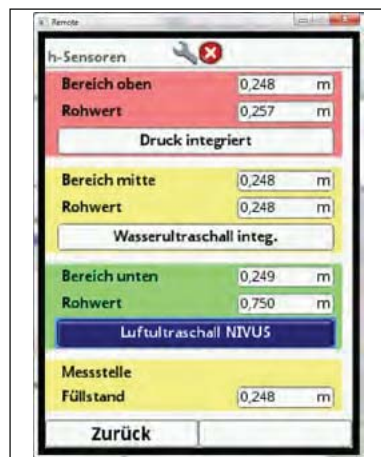 Remote
h-Sensoren
Bereich oben 0,248 m
Rohwert 0,257 m
Druck integriert
Bereich mitte 0,248 m
Rohwert 0,248 m
Wasserultraschall integ.
Bereich unten 0,249 m
Rohwert 0,750 m
Luftultraschall NIVUS
Messstelle
Füllstand 0,248 m
Zurück